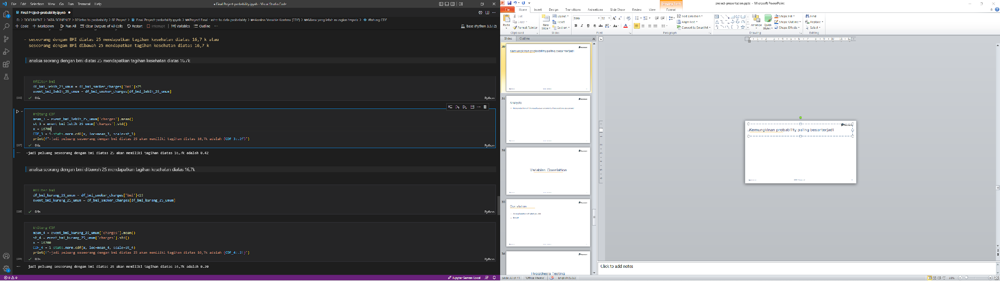 File Edit Selection View Go Run Terminal Help
● Final Project-probability.ipynb - Visual Studio Code
Final Project-probability.ipynb
D: > DOCUMENT > DATA SCINENCE > 02.Intro to probability > 02.Project > Final Project-probability.ipynb > Project Final - intro to data probability > Analisa Variable Kontinu (CDF) > Mana yang lebih mungkin terjadi > #hitung CDF
+ Code + Markdown Run All Clear Outputs of All Cells Restart Interrupt Variables Outline ...
base (Python 3.9.12)
- seseorang dengan BMI diatas 25 mendapatkan tagihan kesehatan diatas 16,7 k atau
- seseorang dengan BMI dibawah 25 mendapatkan tagihan kesehatan diatas 16,7 k
analisa seorang dengan bmi diatas 25 mendapatkan tagihan kesehatan diatas 16,7k
#filter bmi
df_bmi_lebih_25_umum = df_bmi_smoker_charges['bmi']>25
event_bmi_lebih_25_umum = df_bmi_smoker_charges[df_bmi_lebih_25_umum]
0.6s
Python
#hitung CDF
mean_3 = event_bmi_lebih_25_umum['charges'].mean()
st_3 = event_bmi_lebih_25_umum['charges'].std()
x = 16700
CDF_3 = 1-stats.norm.cdf(x, loc=mean_3, scale=st_3)
print(f"-jadi peluang seseorang dengan bmi diatas 25 akan memiliki tagihan diatas 16,7k adalah {CDF_3:.2f}")
[27]
0.6s
Python
-jadi peluang seseorang dengan bmi diatas 25 akan memiliki tagihan diatas 16,7k adalah 0.42
analisa seorang dengan bmi dibawah 25 mendapatkan tagihan kesehatan diatas 16,7k
#filter bmi
df_bmi_kurang_25_umum = df_bmi_smoker_charges['bmi']<25
event_bmi_kurang_25_umum = df_bmi_smoker_charges[df_bmi_kurang_25_umum]
[28]
0.9s
Python
#hitung CDF
mean_4 = event_bmi_kurang_25_umum['charges'].mean()
st_4 = event_bmi_kurang_25_umum['charges'].std()
x = 16700
CDF_4 = 1-stats.norm.cdf(x, loc=mean_4, scale=st_4)
print(f"-jadi peluang seseorang dengan bmi diatas 25 akan memiliki tagihan diatas 16,7k adalah {CDF_4:.2f}")
[29]
0.1s
Python
-jadi peluang seseorang dengan bmi diatas 25 akan memiliki tagihan diatas 16,7k adalah 0.20
0 0
Jupyter Server: Local
project-presentation.pptx - Microsoft PowerPoint
Drawing Tools
File Home Insert Design Transitions Animations Slide Show Review View Format
Paste
Cut
Copy
Format Painter
Clipboard
New Slide
Layout
Reset
Section
Slides
Sora 32
Font
Text Direction
Align Text
Convert to SmartArt
Paragraph
Arrange
Quick Styles
Shape Fill
Shape Outline
Shape Effects
Drawing
Find
Replace
Select
Editing
Slides Outline
30
Kemungkinan probability paling besar terjadi
31
Analysts
32
Variables Correlation
33
Correlation
An explanation of what you did
Result
34
Hypothesis Testing
Kemungkinan probability paling besar terjadi
Click to add notes
Slide 30 of 41 "Office Theme" English (U.S.)
33%